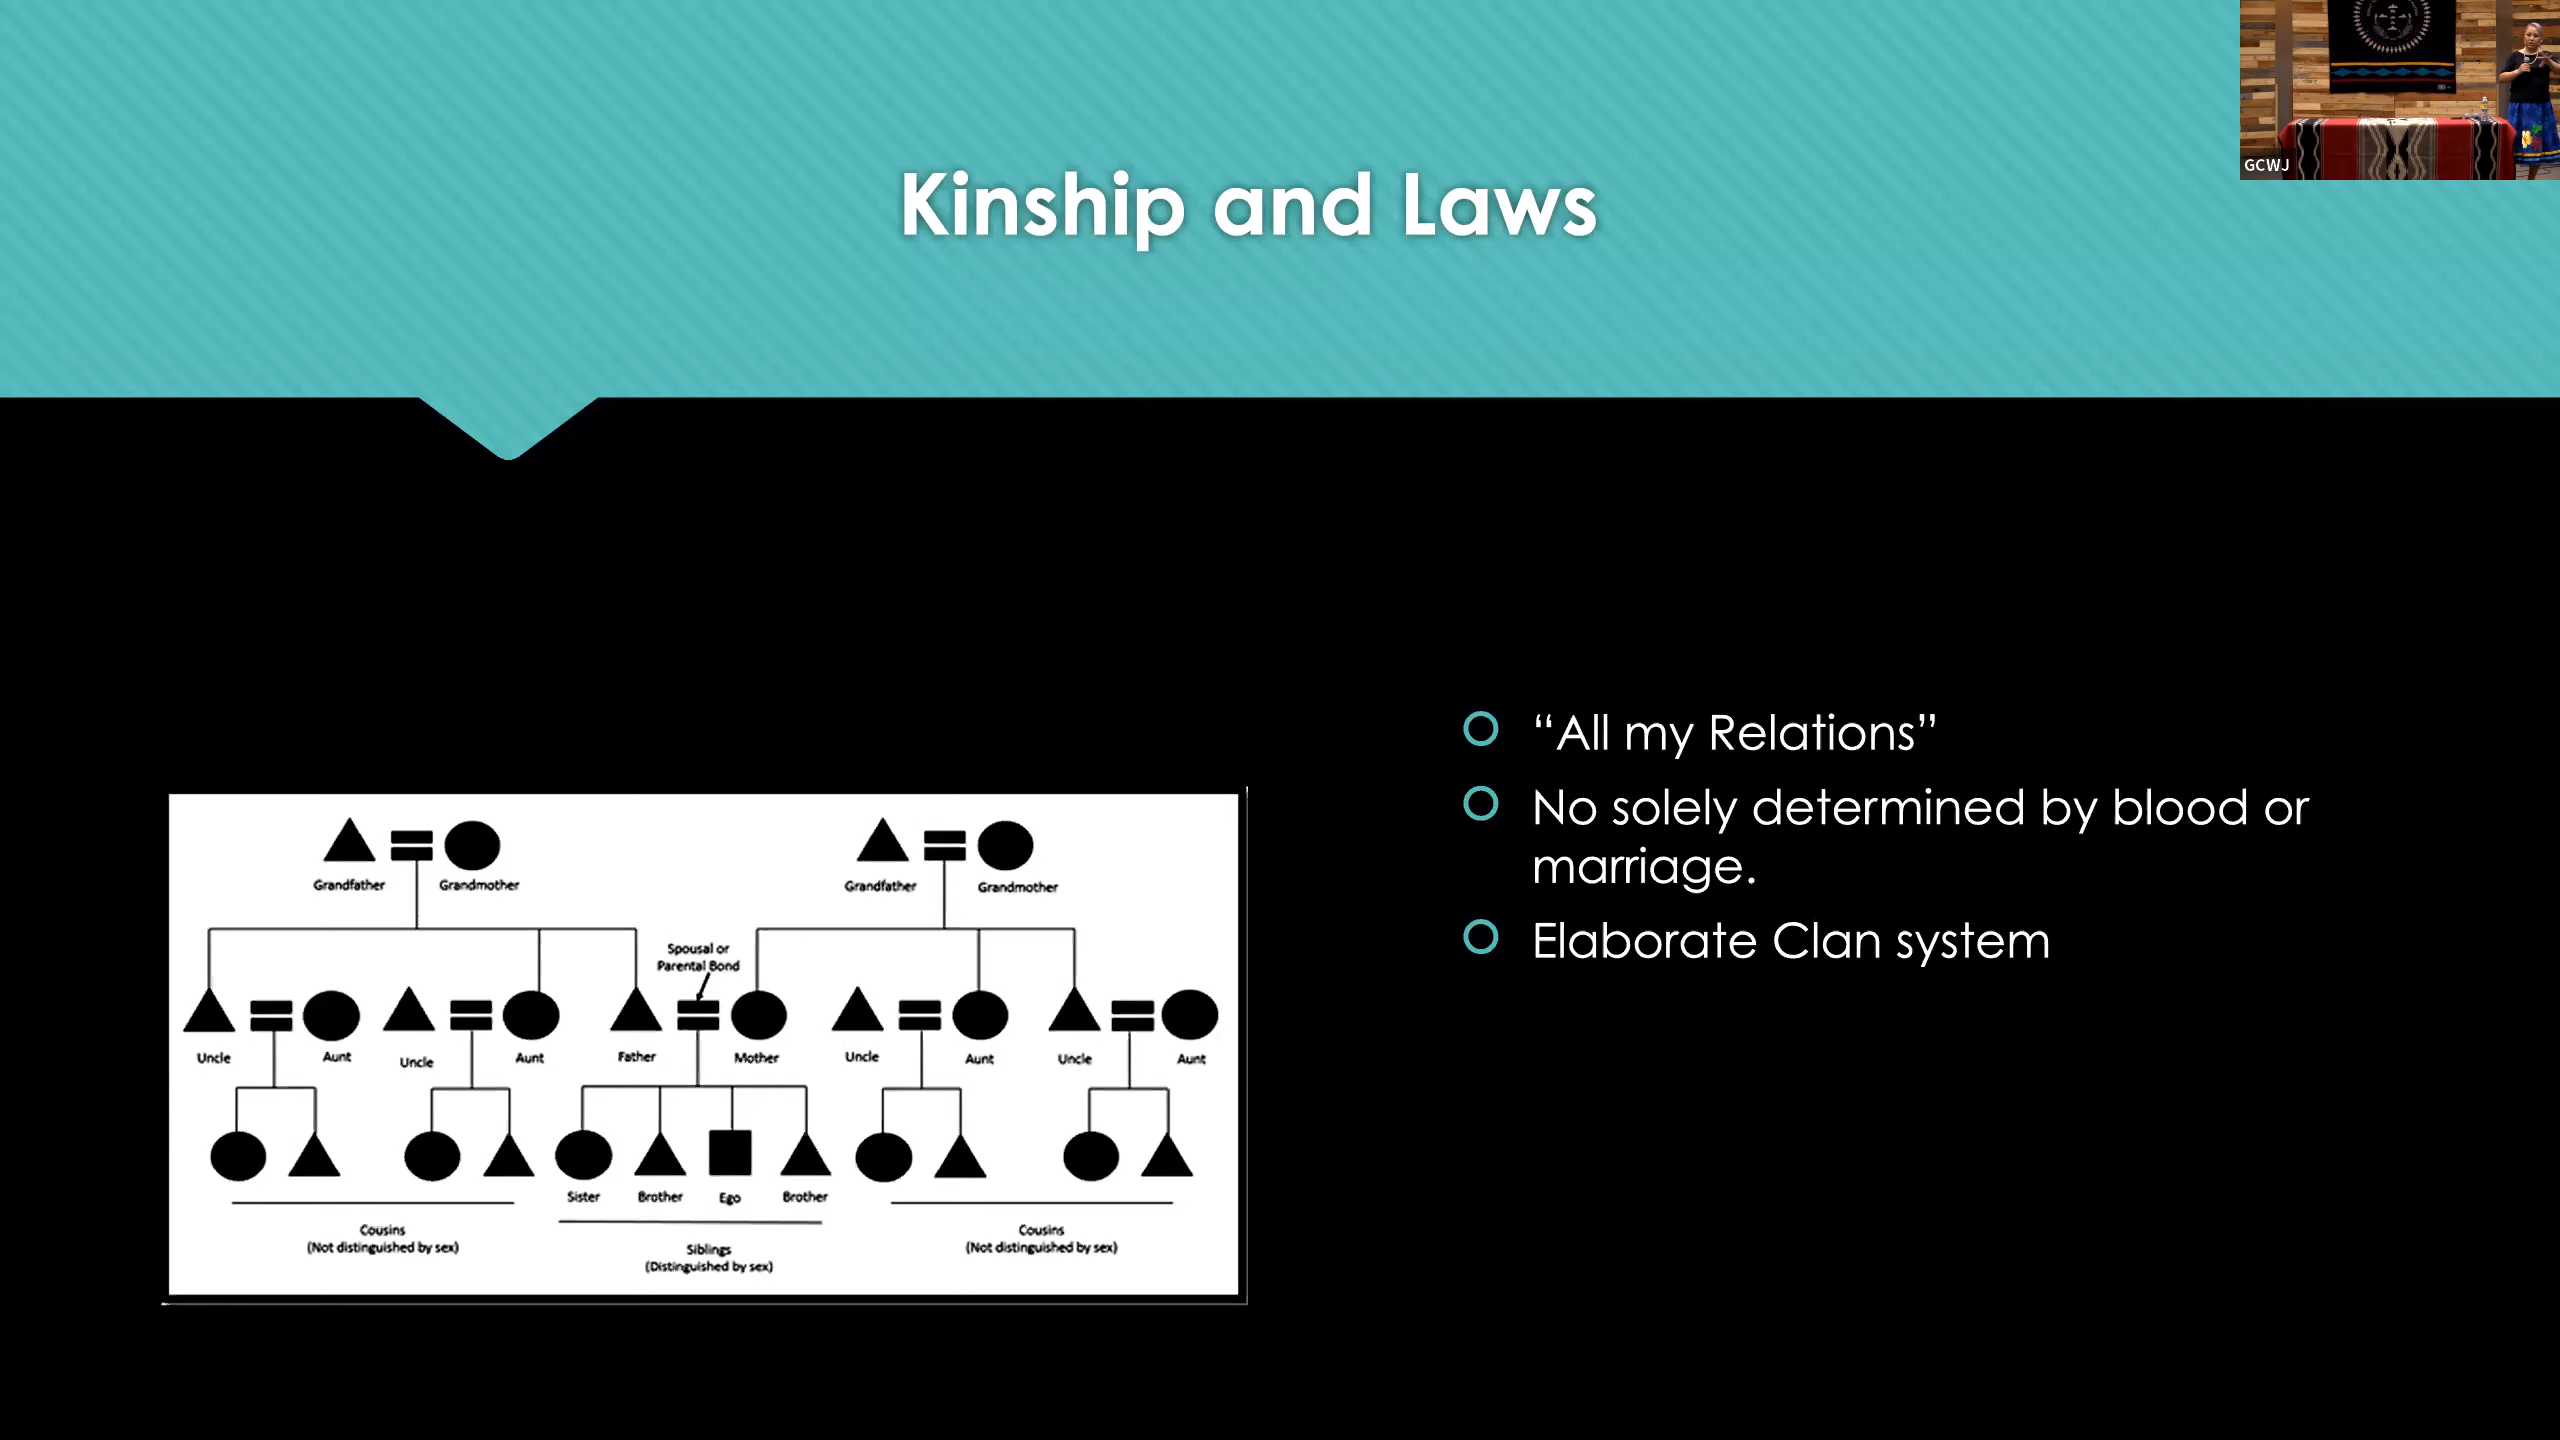 GCWJ
Kinship and Laws
“All my Relations”
No solely determined by blood or
marriage.
Elaborate Clan system
Grandfather
Grandmother
Grandfather
Grandmother
Spousal or
Parental Bond
Uncle
Aunt
Uncle
Aunt
Father
Mother
Uncle
Aunt
Uncle
Aunt
Sister
Brother
Ego
Brother
Cousins
(Not distinguished by sex)
Siblings
(Distinguished by sex)
Cousins
(Not distinguished by sex)